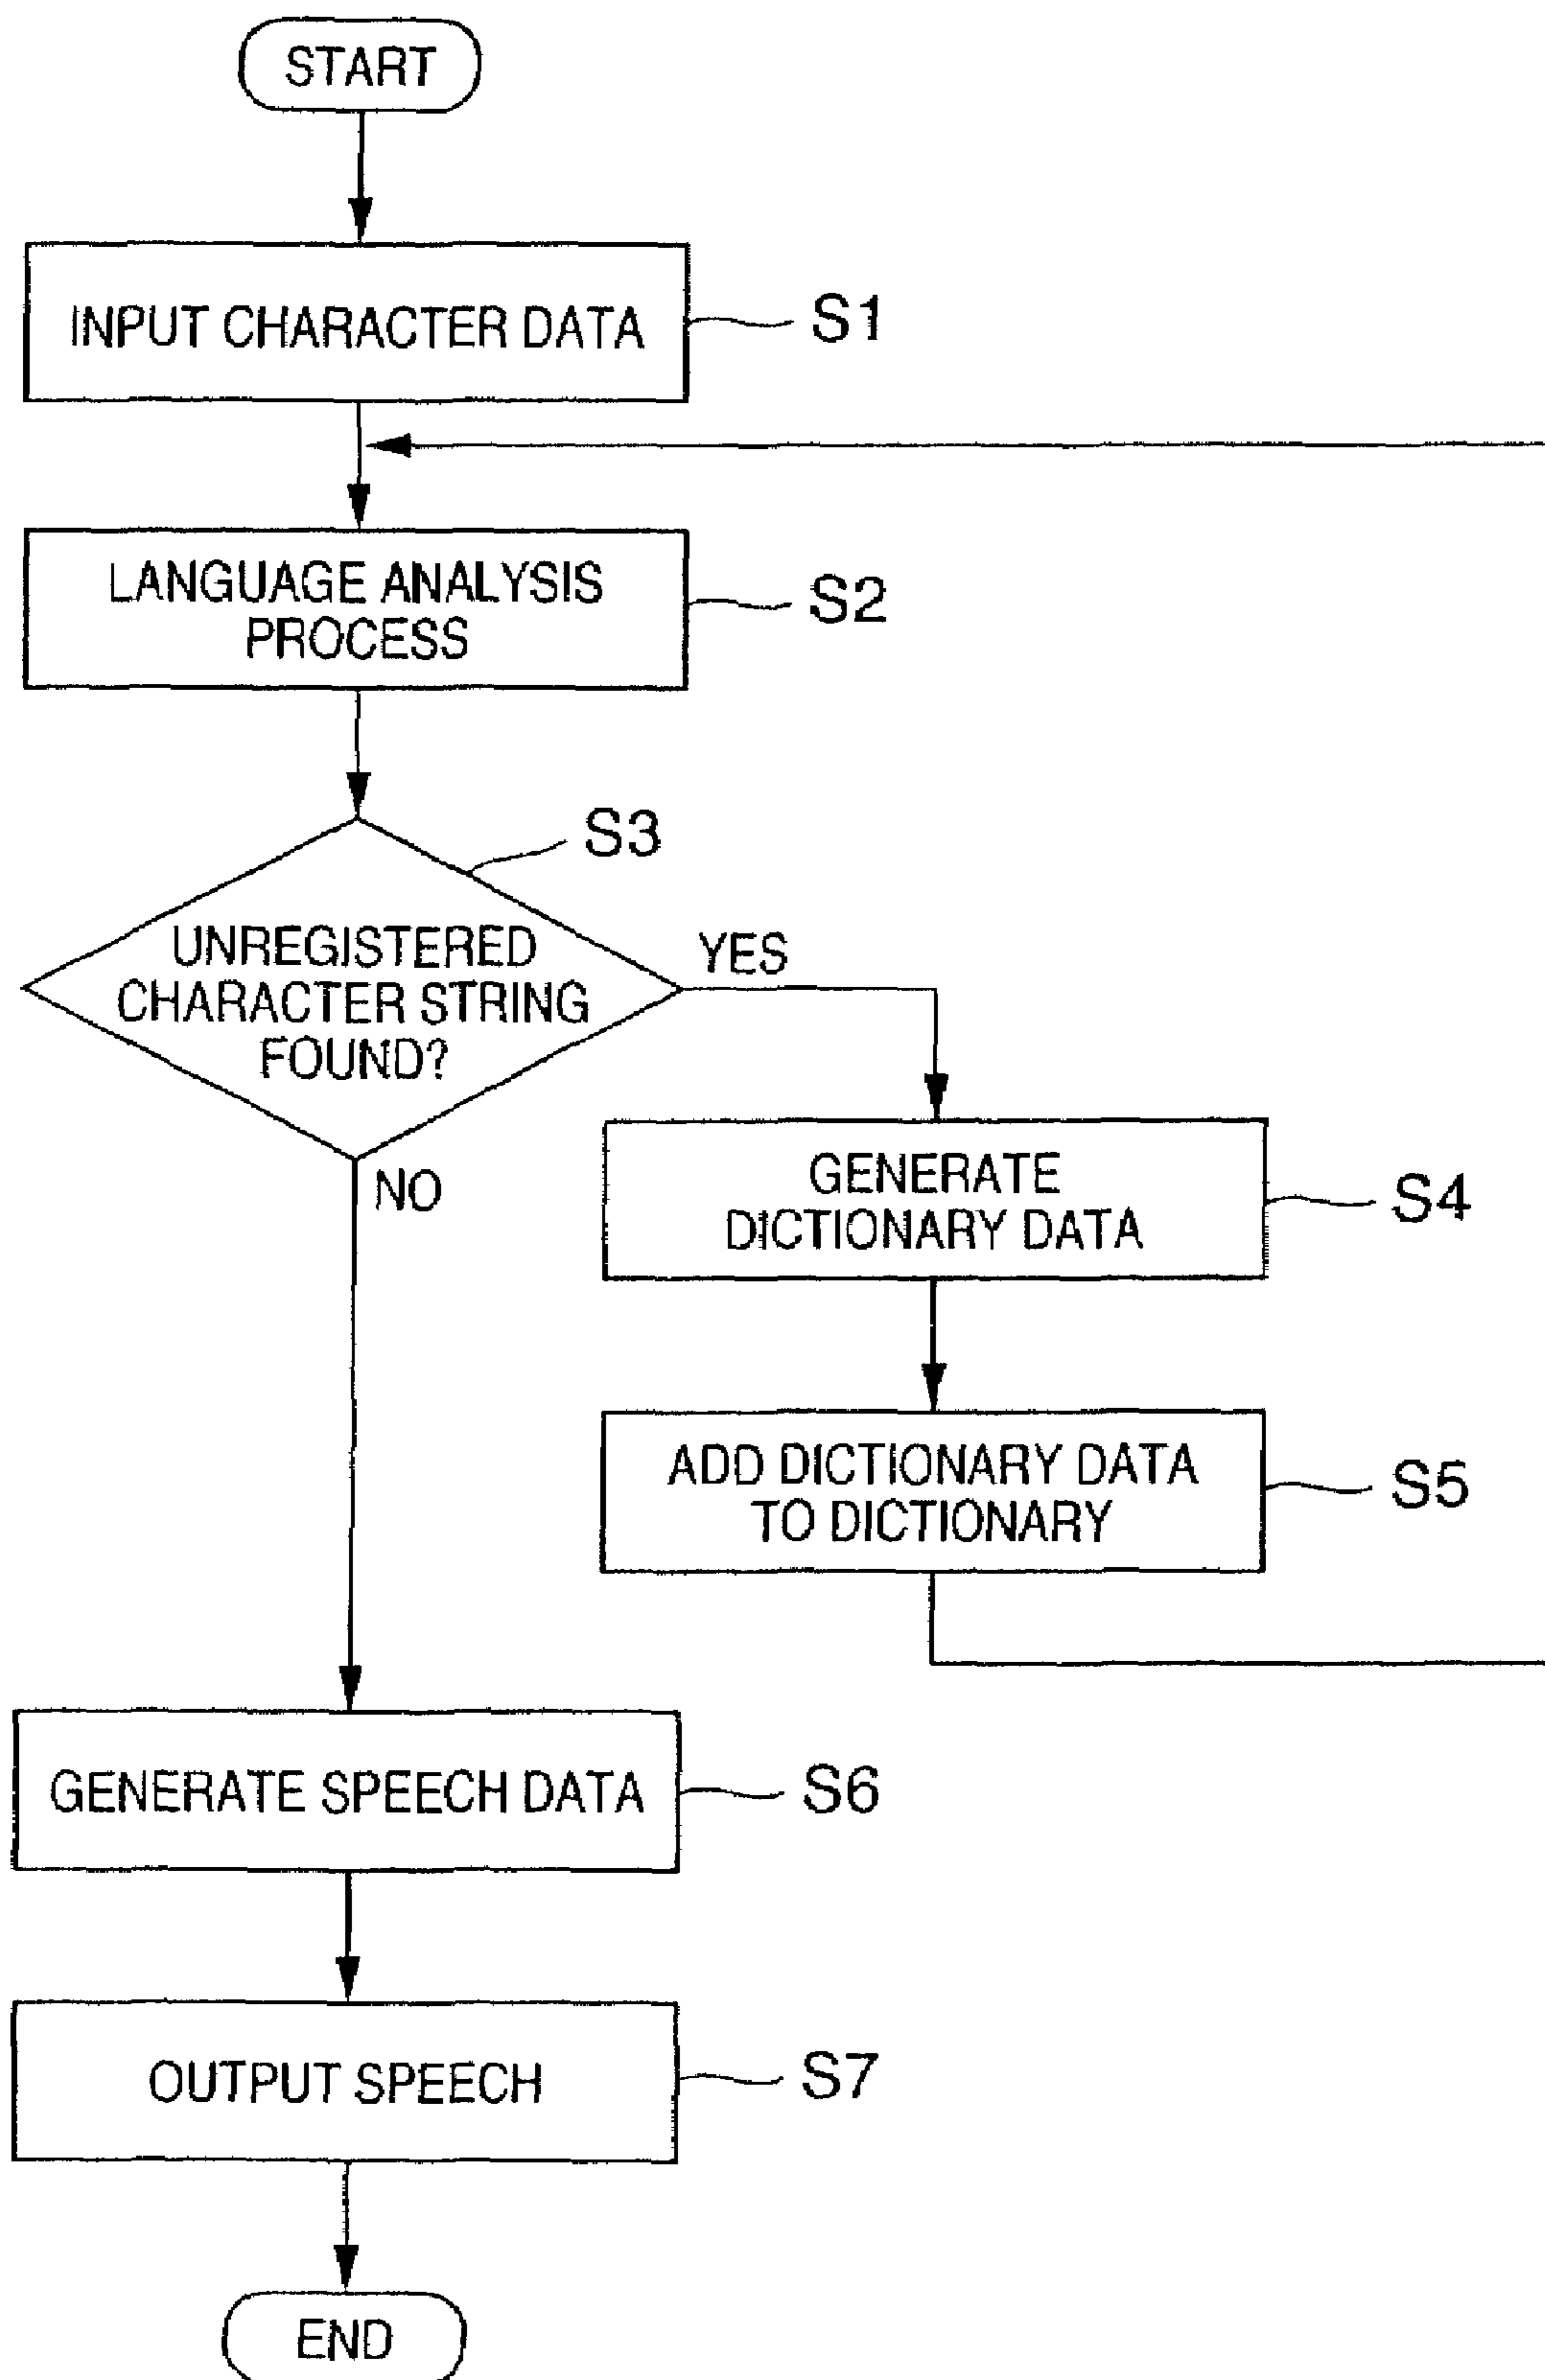 START
INPUT CHARACTER DATA
S1
LANGUAGE ANALYSIS
PROCESS
S2
S3
UNREGISTERED
CHARACTER STRING
FOUND?
YES
NO
GENERATE
DICTIONARY DATA
S4
ADD DICTIONARY DATA
TO DICTIONARY
S5
GENERATE SPEECH DATA
S6
OUTPUT SPEECH
S7
END